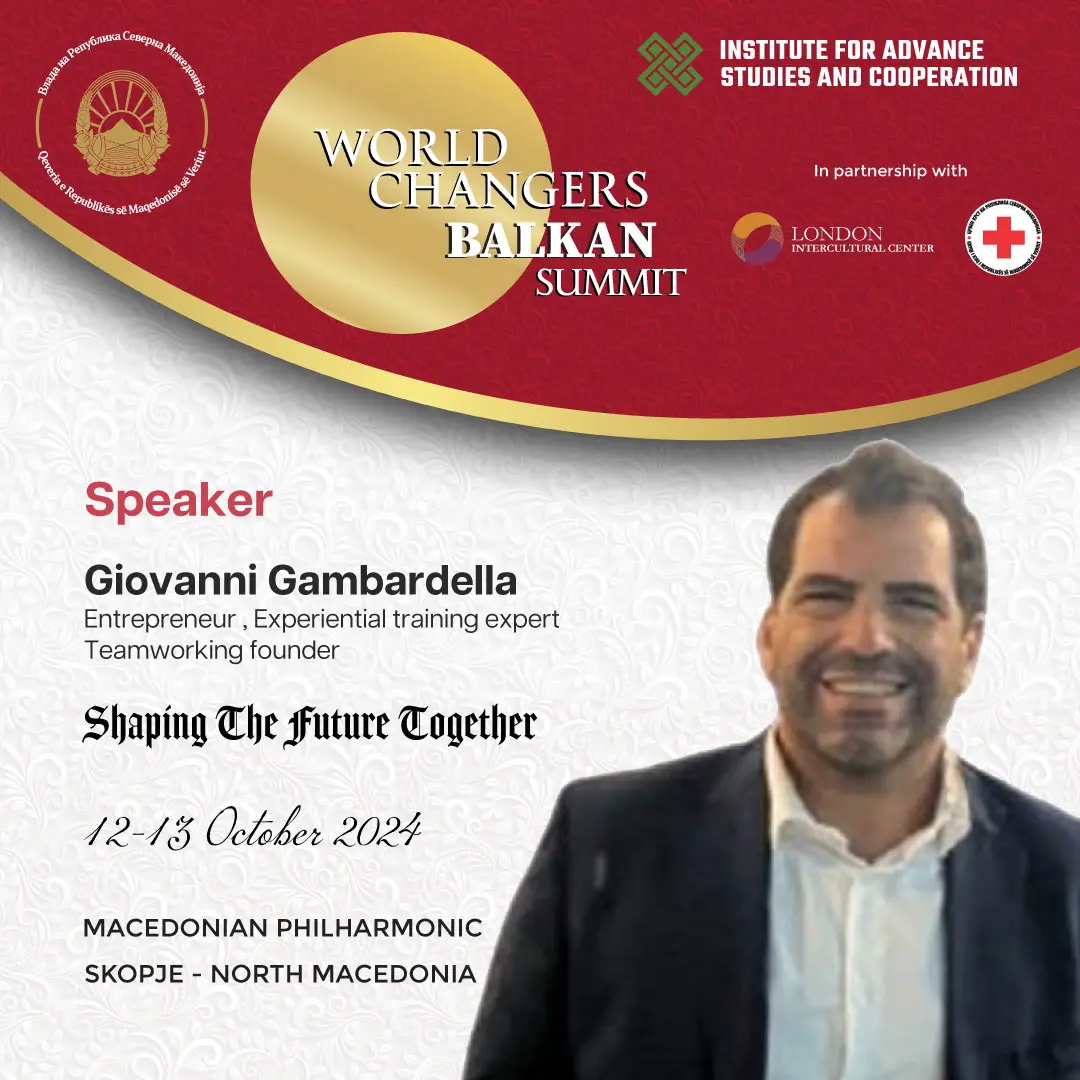 Влада на Република Северна Македонија
Qeveria e Republikës së Maqedonisë së Veriut
WORLD
CHANGERS
BALKAN
SUMMIT
INSTITUTE FOR ADVANCE
STUDIES AND COOPERATION
In partnership with
LONDON
INTERCULTURAL CENTER
Speaker
Giovanni Gambardella
Entrepreneur , Experiential training expert
Teamworking founder
Shaping The Future Together
12-13 October 2024
MACEDONIAN PHILHARMONIC
SKOPJE - NORTH MACEDONIA